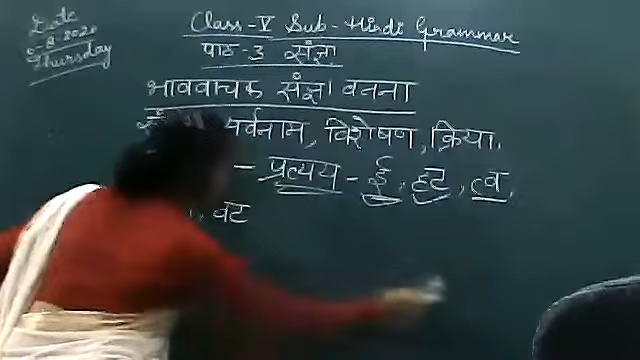 Date
Class-V Sub-Hindi Grammar
-8.2020
Thursday
पाठ-3 संज्ञा
भाववाचक संज्ञा बनना
सर्वनाम, विशेषण, क्रिया.
- प्रत्यय - ई, हट, त्व,
, वट